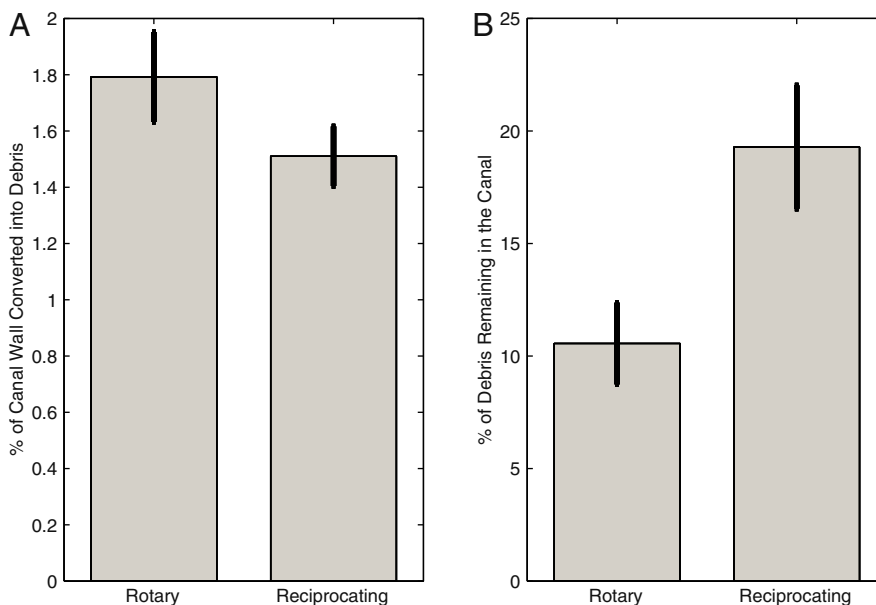 A
% of Canal Wall Converted into Debris
2
1.8
1.6
1.4
1.2
1
0.8
0.6
0.4
0.2
0
Rotary
Reciprocating
B
% of Debris Remaining in the Canal
25
20
15
10
5
0
Rotary
Reciprocating